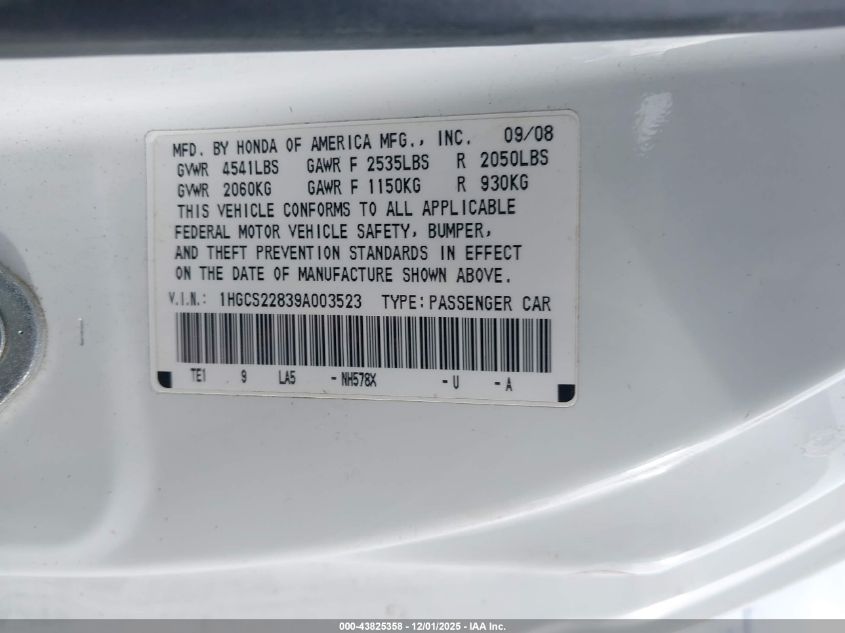 MFD. BY HONDA OF AMERICA MFG., INC. 09/08
GVWR 4541LBS GAWR F 2535LBS R 2050LBS
GVWR 2060KG GAWR F 1150KG R 930KG
THIS VEHICLE CONFORMS TO ALL APPLICABLE
FEDERAL MOTOR VEHICLE SAFETY, BUMPER,
AND THEFT PREVENTION STANDARDS IN EFFECT
ON THE DATE OF MANUFACTURE SHOWN ABOVE.
V.I.N.: 1HGCS22839A003523 TYPE:PASSENGER CAR
TE1 9 LA5 -NH578X -U -A
000-43825358 - 12/01/2025 - IAA Inc.